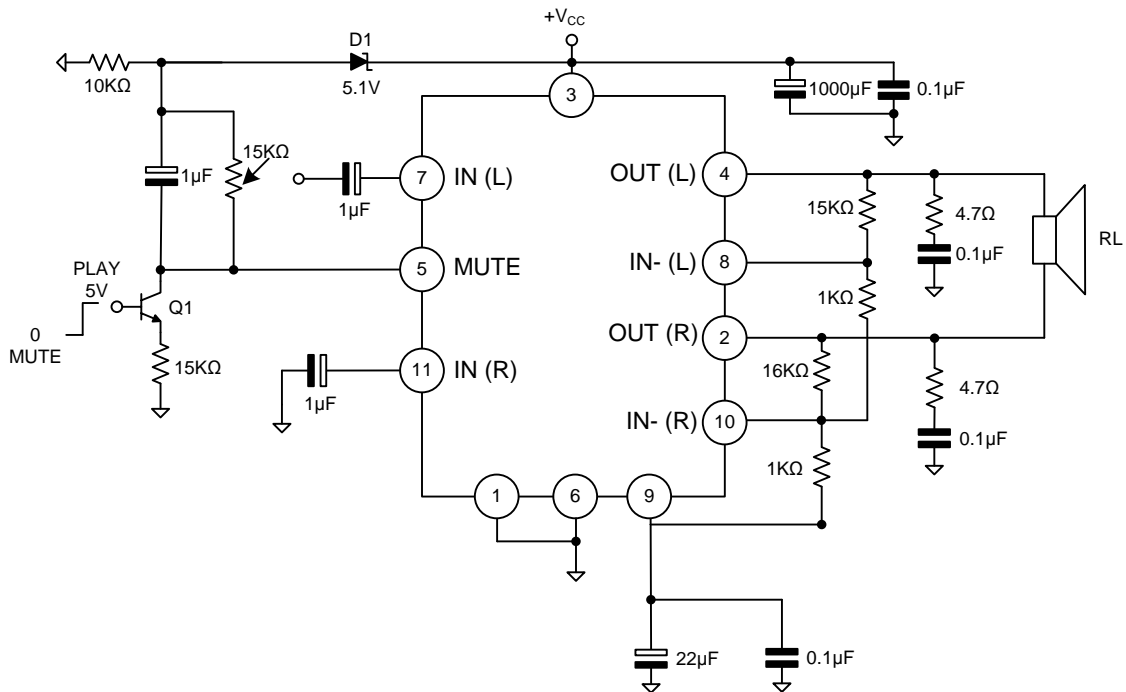 +VCC
D1
10KΩ
5.1V
3
1000µF
0.1µF
15KΩ
1µF
7
IN (L)
OUT (L)
4
1µF
15KΩ
4.7Ω
0.1µF
RL
PLAY
5V
5
MUTE
IN- (L)
8
1KΩ
Q1
0
MUTE
OUT (R)
2
15KΩ
11
IN (R)
16KΩ
4.7Ω
1µF
IN- (R)
10
0.1µF
1KΩ
1
6
9
22µF
0.1µF